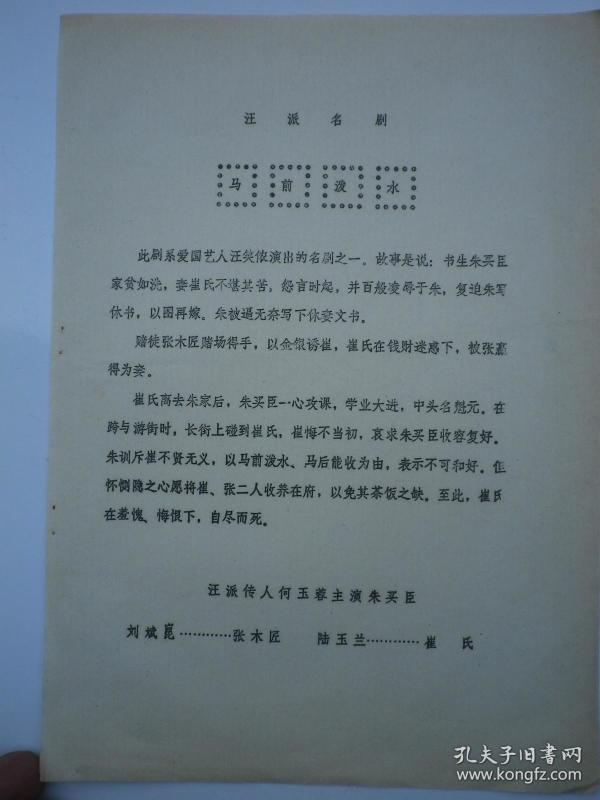 汪派名剧
马前泼水
此剧系爱国艺人汪笑侬演出的名剧之一。故事是说：书生朱买臣
家贫如洗，妻崔氏不堪其苦，怨言时起，并百般凌辱于朱，复迫朱写
休书，以图再嫁。朱被逼无奈写下休妻文书。
赌徒张木匠赌场得手，以金银诱崔，崔氏在钱财迷惑下，被张赢
得为妾。
崔氏离去朱家后，朱买臣一心攻课，学业大进，中头名魁元。在
跨与游街时，长街上碰到崔氏，崔悔不当初，哀求朱买臣收容复好。
朱训斥崔不贤无义，以马前泼水、马后能收为由，表示不可和好。但
怀恻隐之心愿将崔、张二人收养在府，以免其茶饭之缺。至此，崔氏
在羞愧、悔恨下，自尽而死。
汪派传人何玉蓉主演朱买臣
刘斌崑…………张木匠 陆玉兰…………崔氏
孔夫子旧书网
www.kongfz.com